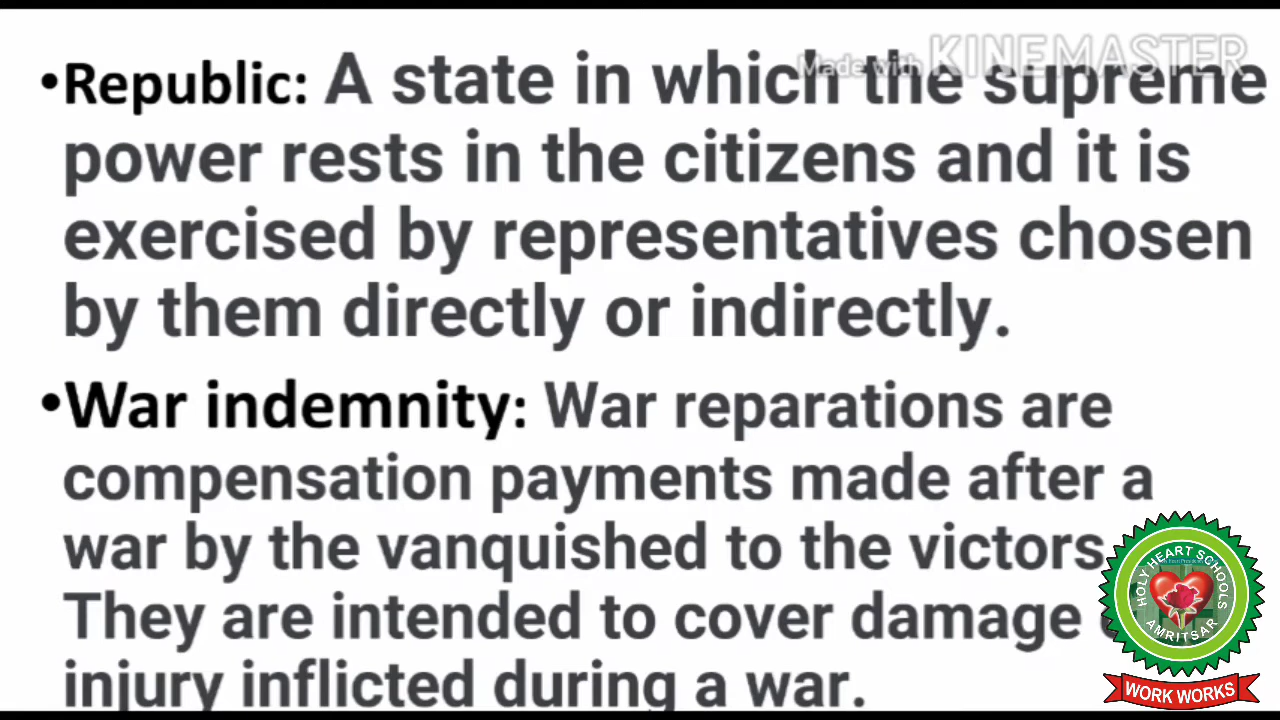 Made with KINEMASTER
•Republic: A state in which the supreme
power rests in the citizens and it is
exercised by representatives chosen
by them directly or indirectly.
•War indemnity: War reparations are
compensation payments made after a
war by the vanquished to the victors
They are intended to cover damage
injury inflicted during a war.
HOLY HEART SCHOOLS
AMRITSAR
WORK WORKS